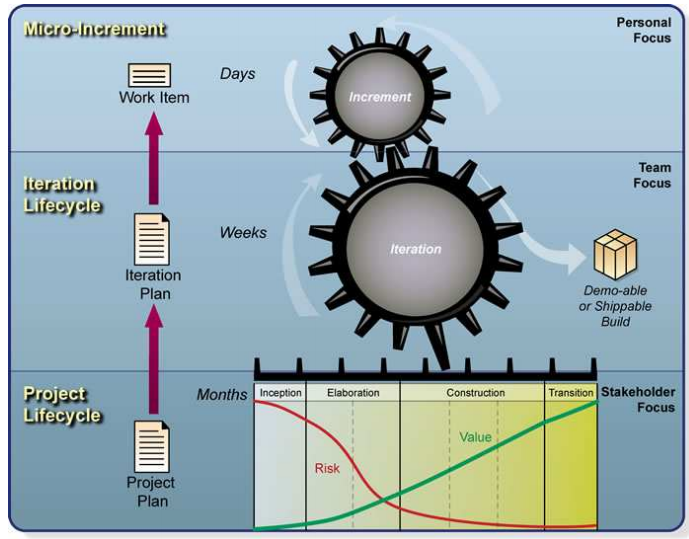 Micro-Increment
Personal
Focus
Days
Work Item
Increment
Iteration
Lifecycle
Team
Focus
Weeks
Iteration
Plan
Iteration
Demo-able
or Shippable
Build
Project
Lifecycle
Months
Inception
Elaboration
Construction
Transition
Stakeholder
Focus
Value
Risk
Project
Plan